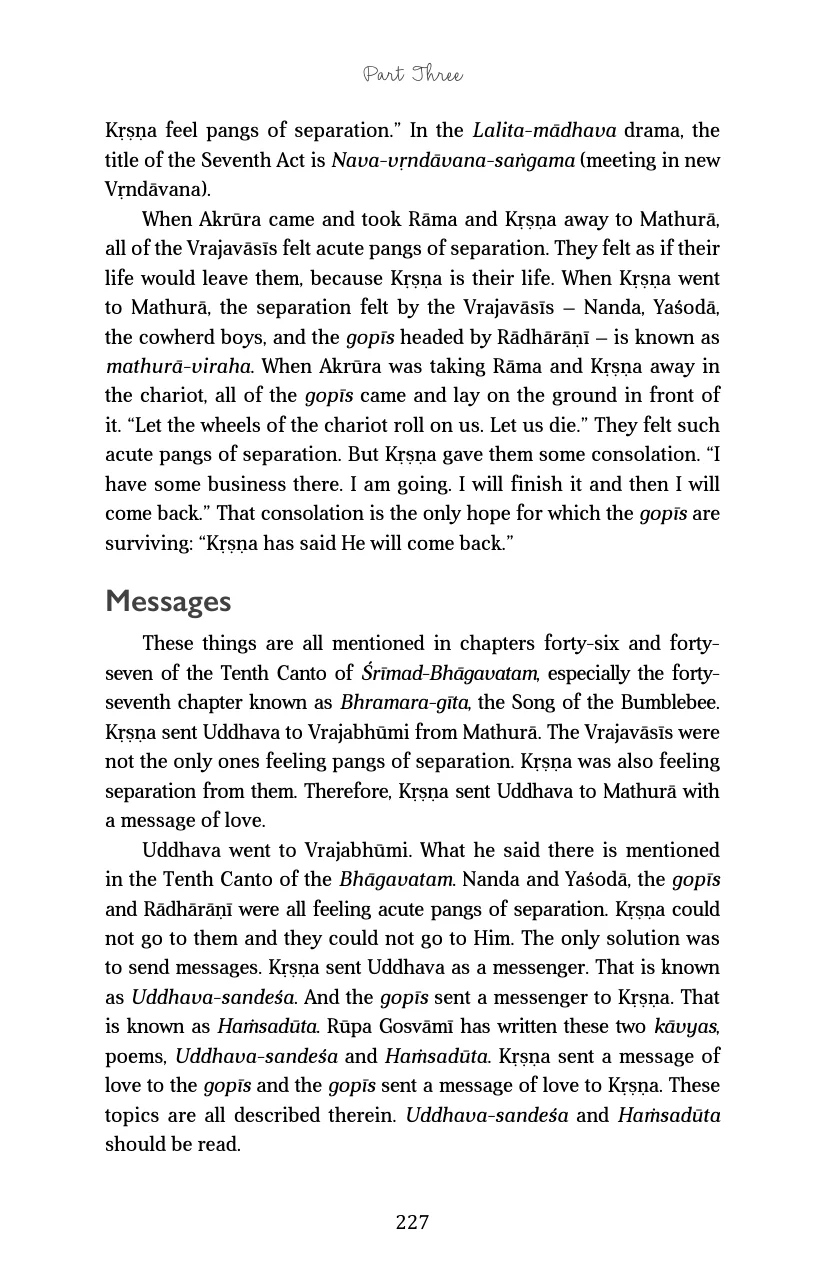 Part Three
Kṛṣṇa feel pangs of separation.” In the Lalita-mādhava drama, the
title of the Seventh Act is Nava-vṛndāvana-saṅgama (meeting in new
Vṛndāvana).
When Akrūra came and took Rāma and Kṛṣṇa away to Mathurā,
all of the Vrajavāsīs felt acute pangs of separation. They felt as if their
life would leave them, because Kṛṣṇa is their life. When Kṛṣṇa went
to Mathurā, the separation felt by the Vrajavāsīs – Nanda, Yaśodā,
the cowherd boys, and the gopīs headed by Rādhārāṇī – is known as
mathurā-viraha. When Akrūra was taking Rāma and Kṛṣṇa away in
the chariot, all of the gopīs came and lay on the ground in front of
it. “Let the wheels of the chariot roll on us. Let us die.” They felt such
acute pangs of separation. But Kṛṣṇa gave them some consolation. “I
have some business there. I am going. I will finish it and then I will
come back.” That consolation is the only hope for which the gopīs are
surviving: “Kṛṣṇa has said He will come back.”
Messages
These things are all mentioned in chapters forty-six and forty-
seven of the Tenth Canto of Śrīmad-Bhāgavatam, especially the forty-
seventh chapter known as Bhramara-gīta, the Song of the Bumblebee.
Kṛṣṇa sent Uddhava to Vrajabhūmi from Mathurā. The Vrajavāsīs were
not the only ones feeling pangs of separation. Kṛṣṇa was also feeling
separation from them. Therefore, Kṛṣṇa sent Uddhava to Mathurā with
a message of love.
Uddhava went to Vrajabhūmi. What he said there is mentioned
in the Tenth Canto of the Bhāgavatam. Nanda and Yaśodā, the gopīs
and Rādhārāṇī were all feeling acute pangs of separation. Kṛṣṇa could
not go to them and they could not go to Him. The only solution was
to send messages. Kṛṣṇa sent Uddhava as a messenger. That is known
as Uddhava-sandeśa. And the gopīs sent a messenger to Kṛṣṇa. That
is known as Haṁsadūta. Rūpa Gosvāmī has written these two kāvyas,
poems, Uddhava-sandeśa and Haṁsadūta. Kṛṣṇa sent a message of
love to the gopīs and the gopīs sent a message of love to Kṛṣṇa. These
topics are all described therein. Uddhava-sandeśa and Haṁsadūta
should be read.
227